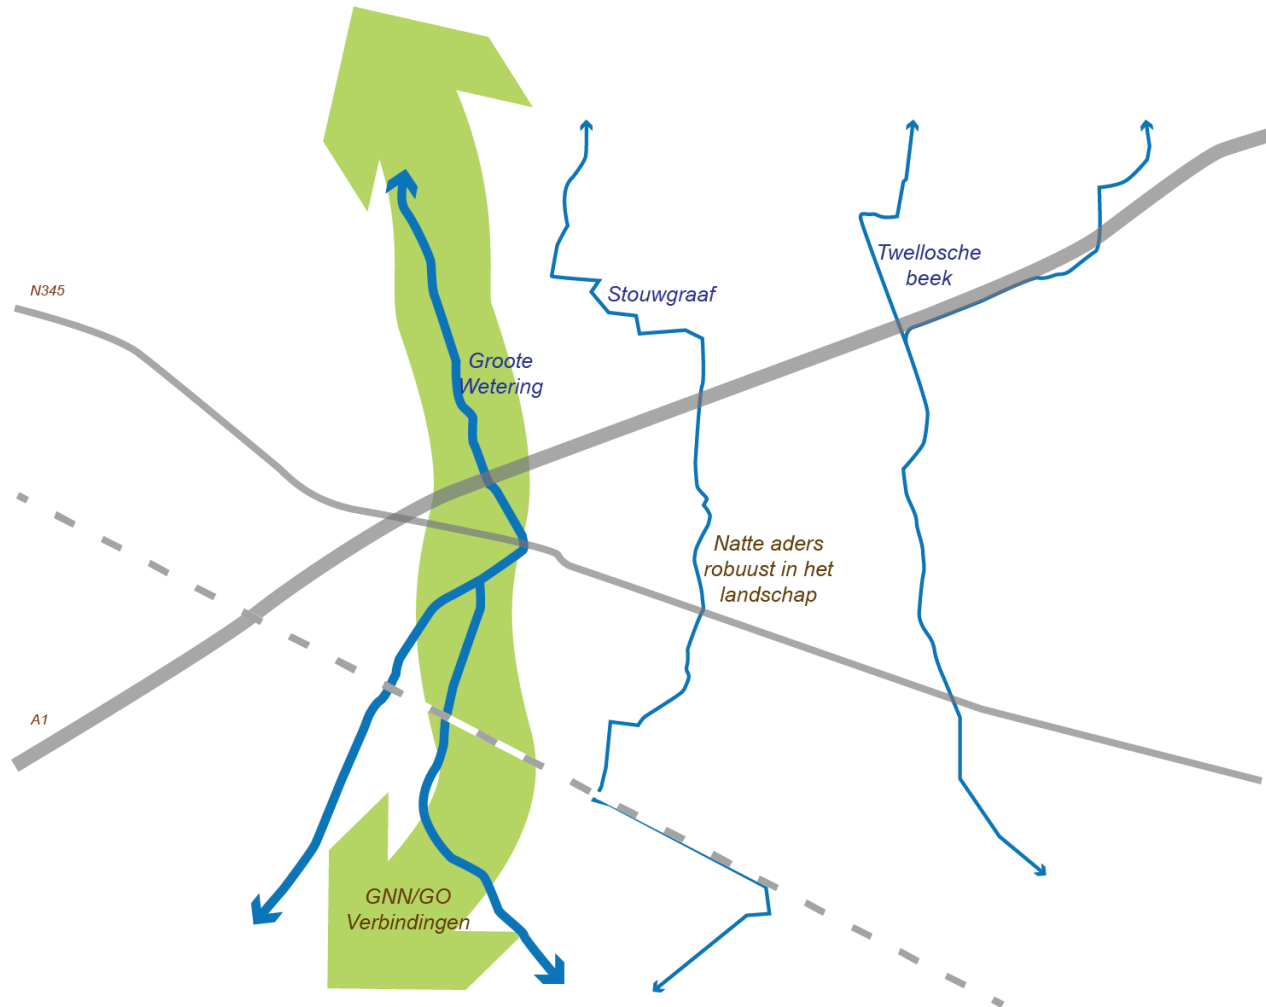 Twellosche
beek
N345
Stouwgraaf
Groote
Wetering
Natte aders
robuust in het
landschap
A1
GNN/GO
Verbindingen